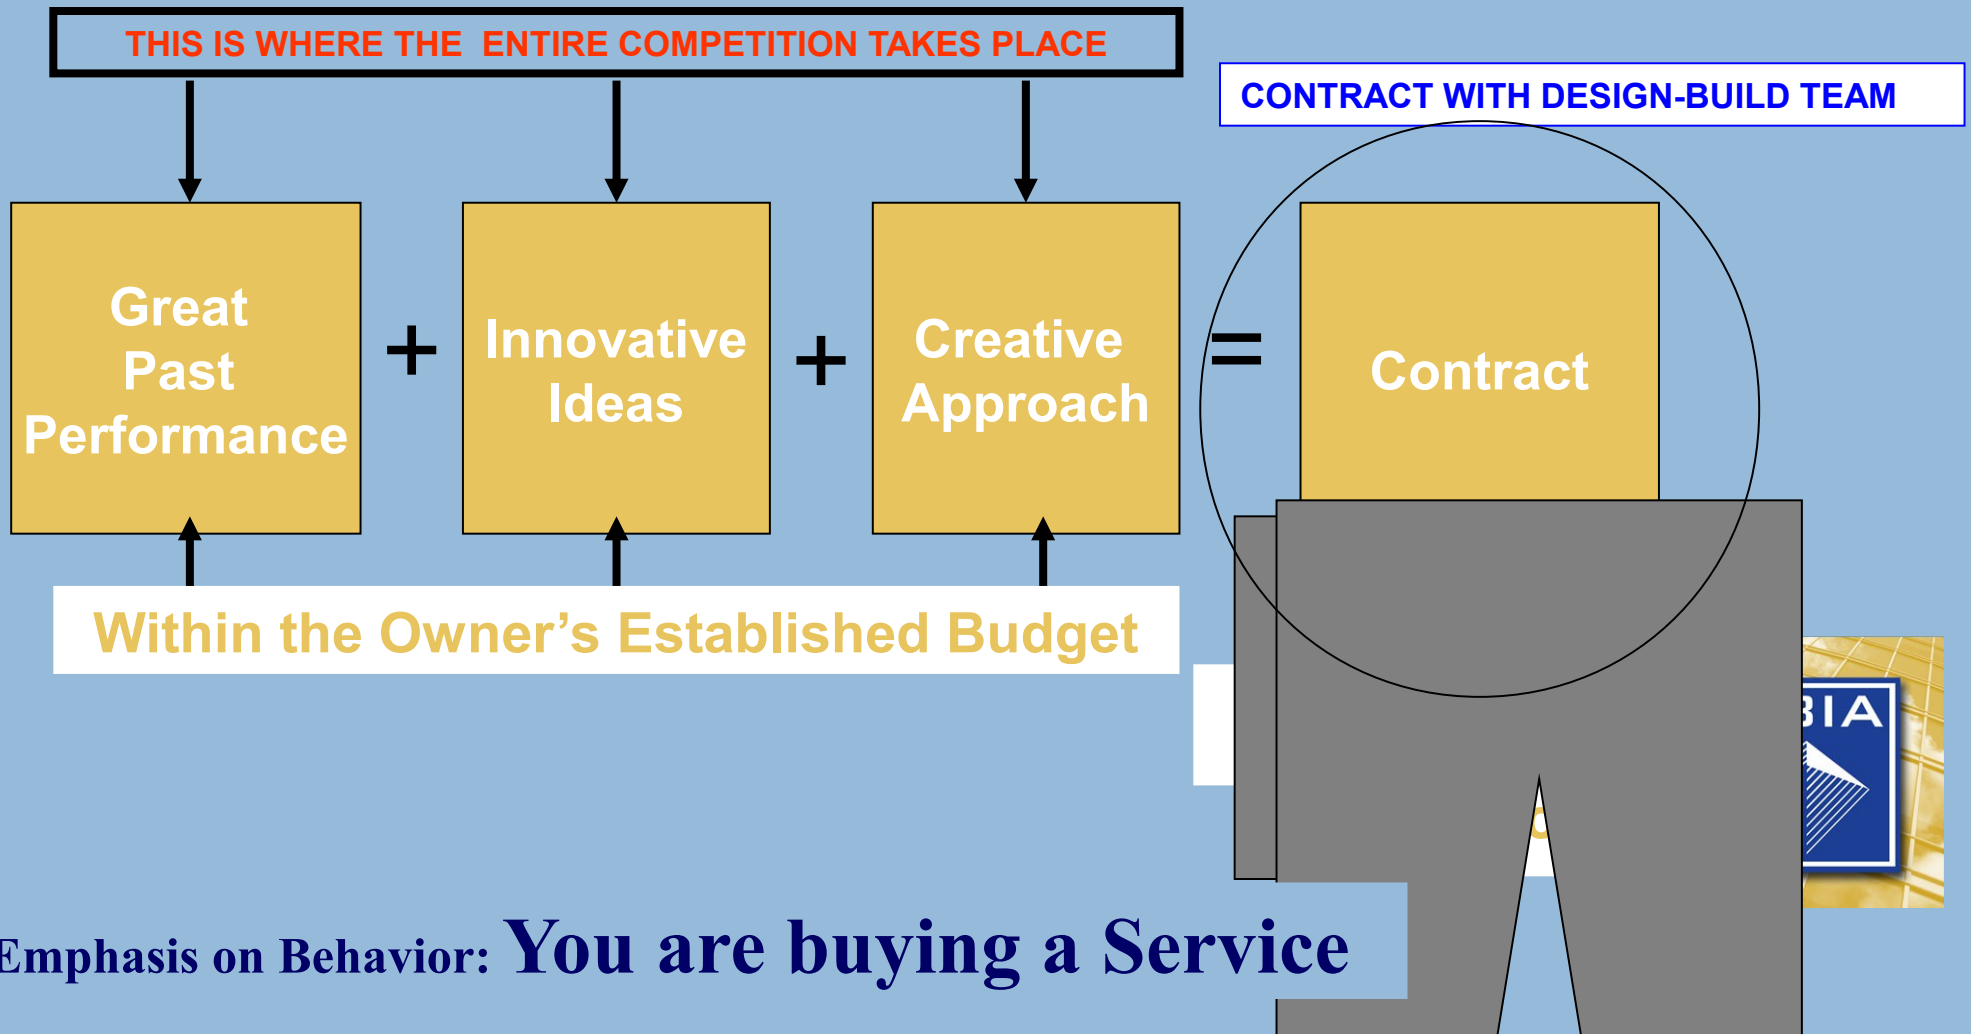 THIS IS WHERE THE ENTIRE COMPETITION TAKES PLACE
CONTRACT WITH DESIGN-BUILD TEAM
Great
Past
Performance
+
Innovative
Ideas
+
Creative
Approach
=
Contract
Within the Owner’s Established Budget
BIA
Emphasis on Behavior: You are buying a Service